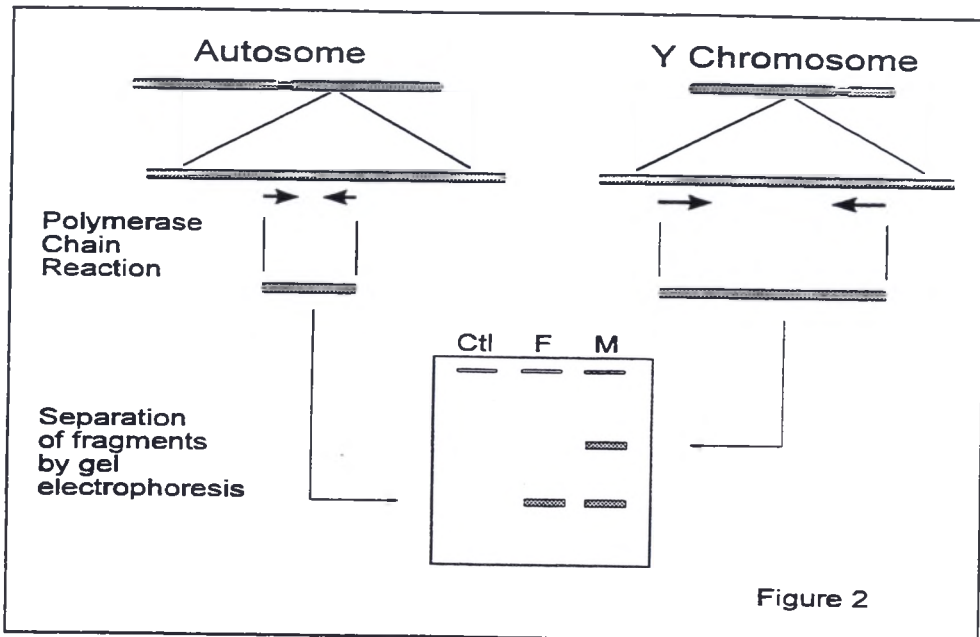 Autosome
Y Chromosome
Polymerase
Chain
Reaction
Ctl F M
Separation
of fragments
by gel
electrophoresis
Figure 2